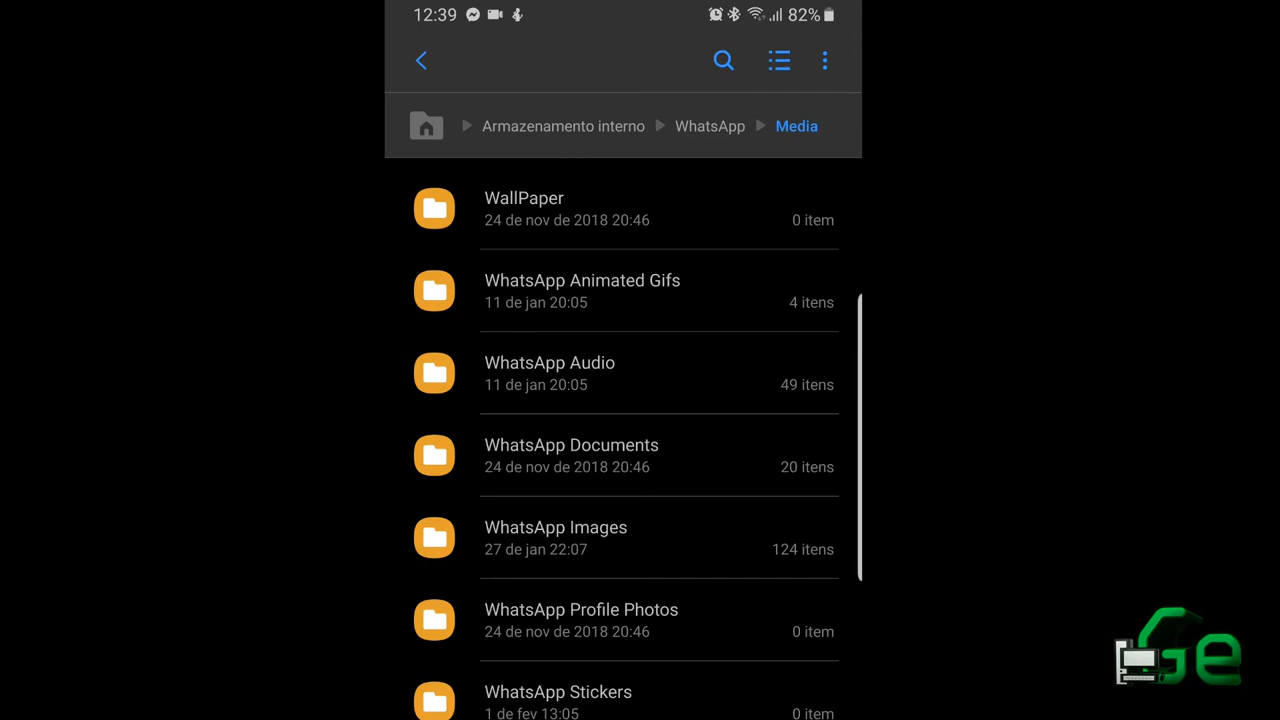 12:39
82%
Armazenamento interno
WhatsApp
Media
WallPaper
24 de nov de 2018 20:46
0 item
WhatsApp Animated Gifs
11 de jan 20:05
4 itens
WhatsApp Audio
11 de jan 20:05
49 itens
WhatsApp Documents
24 de nov de 2018 20:46
20 itens
WhatsApp Images
27 de jan 22:07
124 itens
WhatsApp Profile Photos
24 de nov de 2018 20:46
0 item
WhatsApp Stickers
1 de fev 13:05
0 item
Ge